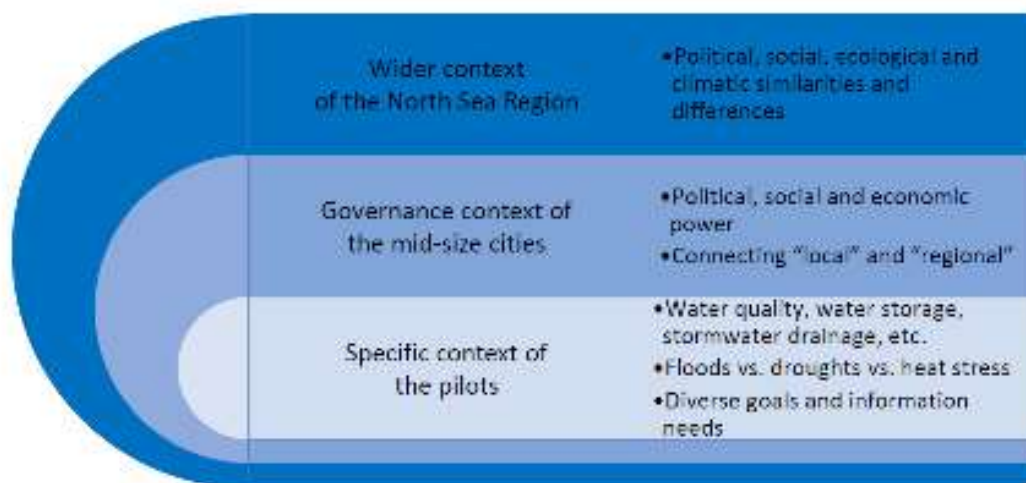 Wider context
of the North Sea Region
•Political, social, ecological and
climatic similarities and
differences
Governance context of
the mid-size cities
•Political, social and economic
power
•Connecting “local” and “regional”
Specific context of
the pilots
•Water quality, water storage,
stormwater drainage, etc.
•Floods vs. droughts vs. heat stress
•Diverse goals and information
needs